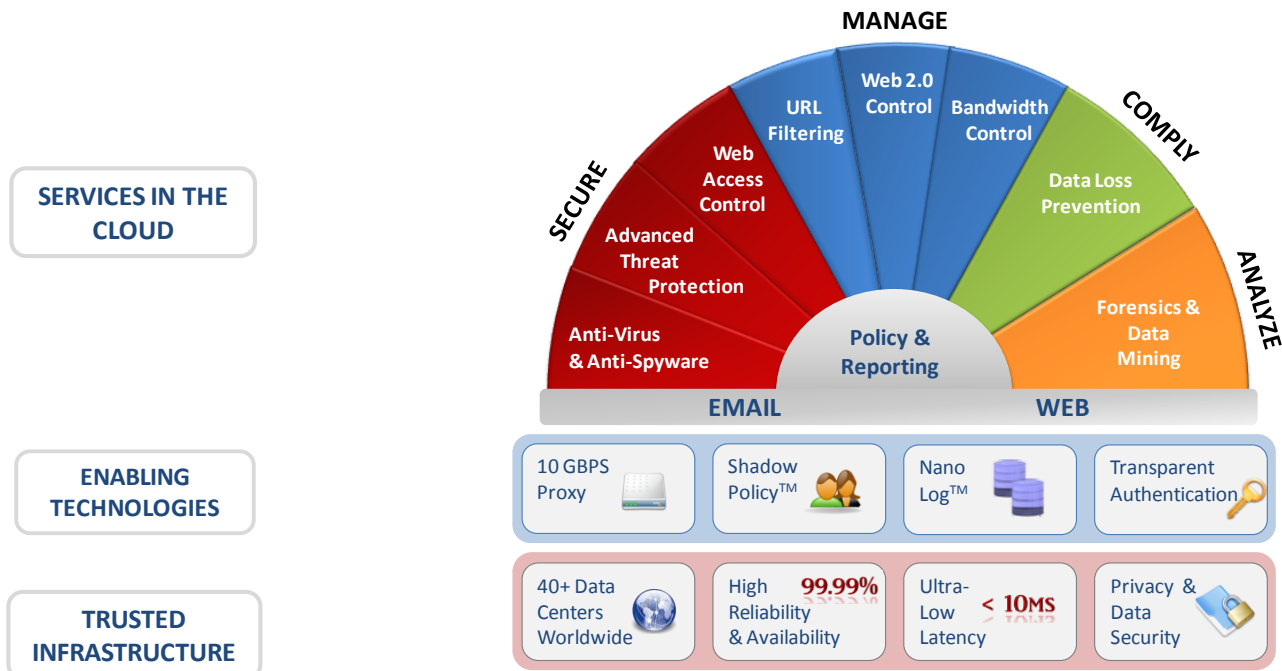 MANAGE
SECURE
COMPLY
ANALYZE
SERVICES IN THE
CLOUD
Anti-Virus
& Anti-Spyware
Advanced
Threat
Protection
Web
Access
Control
URL
Filtering
Web 2.0
Control
Bandwidth
Control
Data Loss
Prevention
Forensics &
Data
Mining
Policy &
Reporting
EMAIL
WEB
ENABLING
TECHNOLOGIES
10 GBPS
Proxy
Shadow
Policy™
Nano
Log™
Transparent
Authentication
TRUSTED
INFRASTRUCTURE
40+ Data
Centers
Worldwide
High
Reliability
& Availability
99.99%
Ultra-
Low
Latency
< 10MS
Privacy &
Data
Security